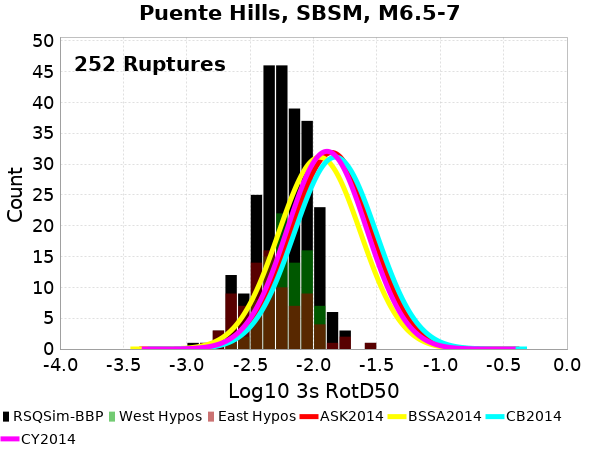 Puente Hills, SBSM, M6.5-7
252 Ruptures
Count
50
45
40
35
30
25
20
15
10
5
0
-4.0 -3.5 -3.0 -2.5 -2.0 -1.5 -1.0 -0.5 0.0
Log10 3s RotD50
RSQSim-BBP West Hypos East Hypos ASK2014 BSSA2014 CB2014
CY2014